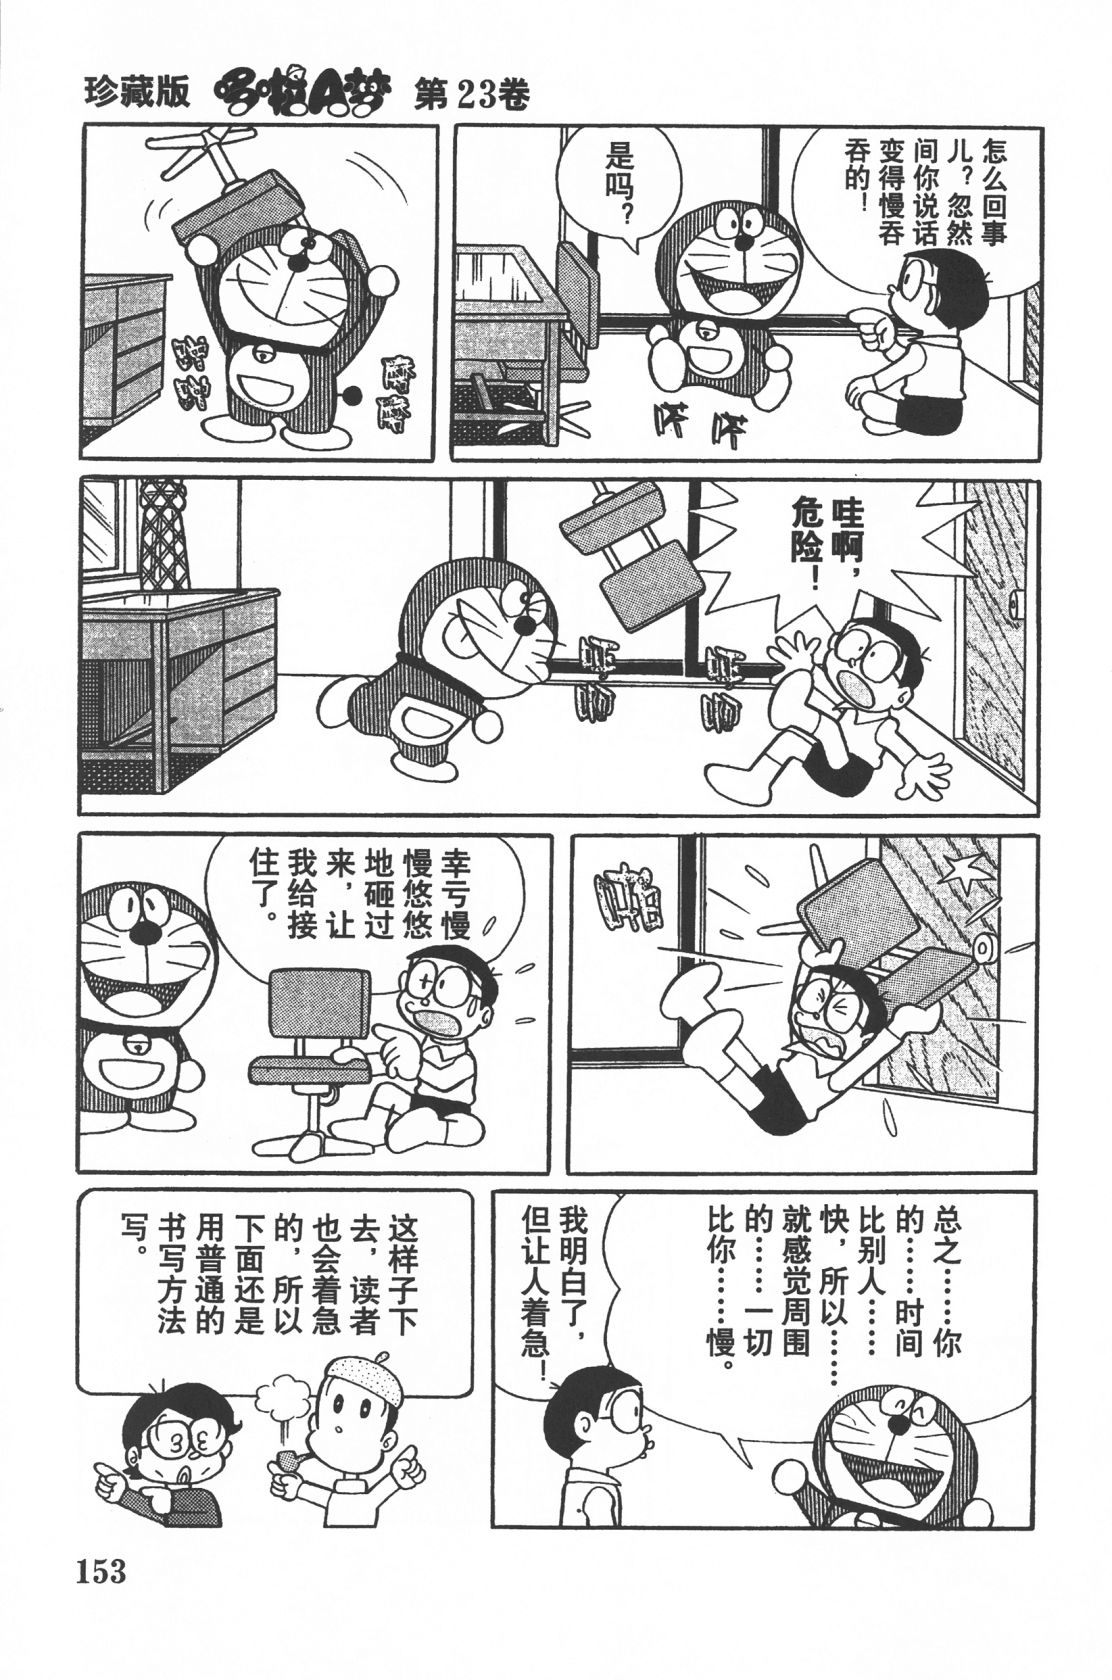 珍藏版 哆啦A梦 第23卷
怎么回事
儿？忽然
间你说话
变得慢吞
吞的！
是吗？
哇啊，
危险！
幸亏慢
慢悠悠
地砸过
来，让
我给接
住了。
总之……你
的……时间
比别人……
快，所以……
就感觉周围
的……一切
比你……慢。
我明白了，
但让人着急！
这样子下
去，读者
也会着急
的，所以
下面还是
用普通的
书写方法
写。
153